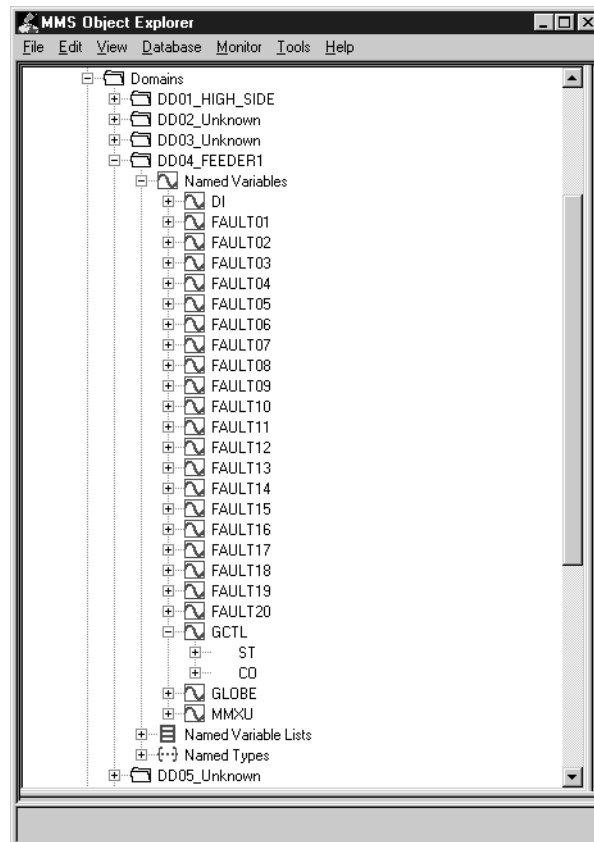 MMS Object Explorer
File Edit View Database Monitor Tools Help
Domains
DD01_HIGH_SIDE
DD02_Unknown
DD03_Unknown
DD04_FEEDER1
Named Variables
DI
FAULT01
FAULT02
FAULT03
FAULT04
FAULT05
FAULT06
FAULT07
FAULT08
FAULT09
FAULT10
FAULT11
FAULT12
FAULT13
FAULT14
FAULT15
FAULT16
FAULT17
FAULT18
FAULT19
FAULT20
GCTL
ST
CO
GLOBE
MMXU
Named Variable Lists
Named Types
DD05_Unknown